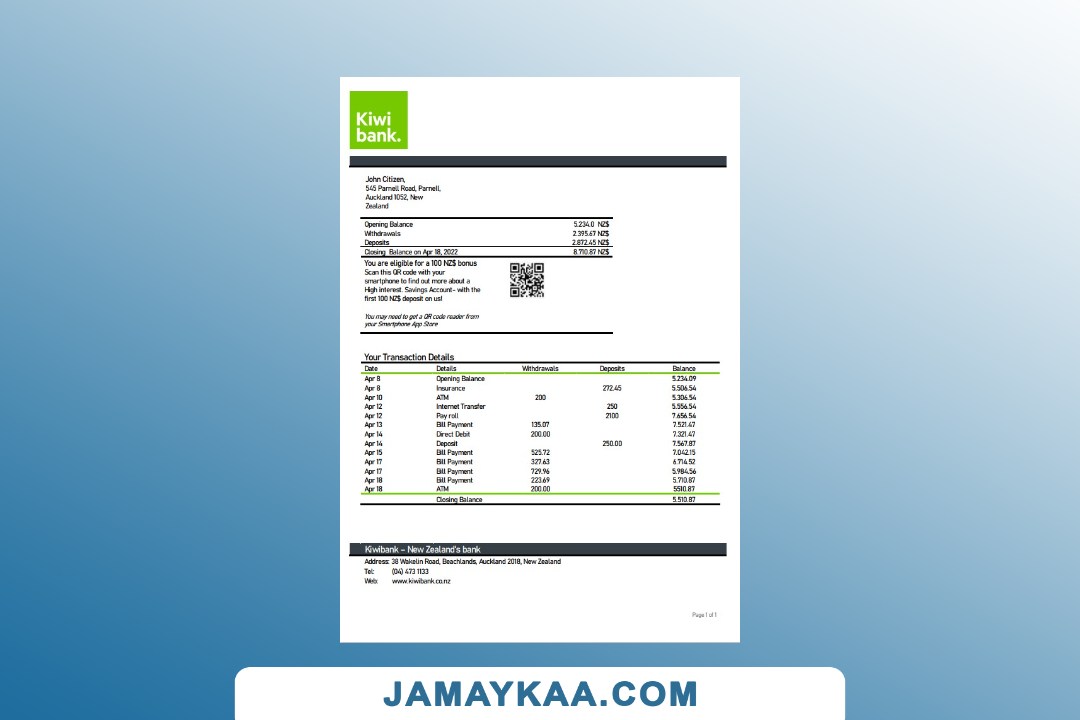 Kiwi
bank.
John Citizen,
545 Parnell Road, Parnell,
Auckland 1052, New
Zealand
Opening Balance 5.234.0 NZ$
Withdrawals 2.395.67 NZ$
Deposits 2.872.45 NZ$
Closing Balance on Apr 18, 2022 8.710.87 NZ$
You are eligible for a 100 NZ$ bonus
Scan this QR code with your
smartphone to find out more about a
High interest. Savings Account- with the
first 100 NZ$ deposit on us!
You may need to get a QR code reader from
your Smartphone App Store
Your Transaction Details
Date Details Withdrawals Deposits Balance
Apr 8 Opening Balance 5.234.09
Apr 8 Insurance 272.45 5.506.54
Apr 10 ATM 200 5.306.54
Apr 12 Internet Transfer 250 5.556.54
Apr 12 Pay roll 2100 7.656.54
Apr 13 Bill Payment 135.07 7.521.47
Apr 14 Direct Debit 200.00 7.321.47
Apr 14 Deposit 250.00 7.567.87
Apr 15 Bill Payment 525.72 7.042.15
Apr 17 Bill Payment 327.63 6.714.52
Apr 17 Bill Payment 729.96 5.984.56
Apr 18 Bill Payment 223.69 5.710.87
Apr 18 ATM 200.00 5510.87
Closing Balance 5.510.87
Kiwibank – New Zealand's bank
Address: 38 Wakelin Road, Beachlands, Auckland 2018, New Zealand
Tel: (04) 473 1133
Web: www.kiwibank.co.nz
Page 1 of 1
JAMAYKAA.COM